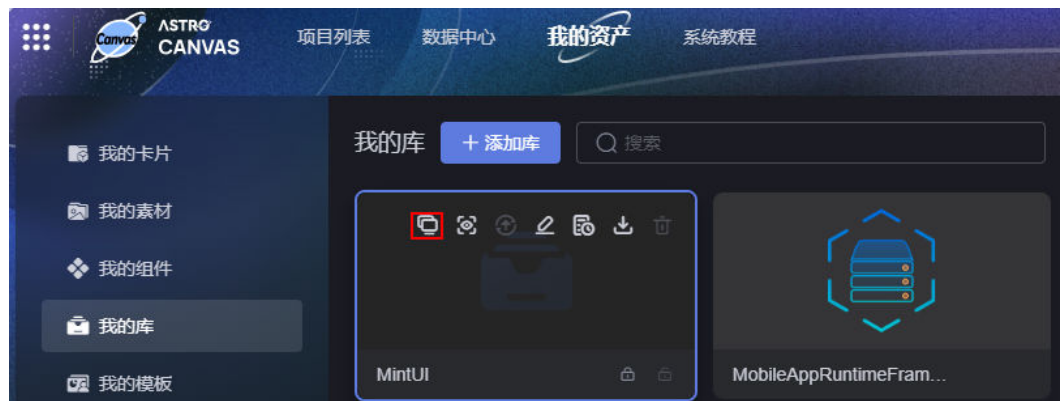 Canvas
ASTRO
CANVAS
项目列表
数据中心
我的资产
系统教程
我的卡片
我的素材
我的组件
我的库
我的模板
我的库
+ 添加库
搜索
MintUI
MobileAppRuntimeFram...